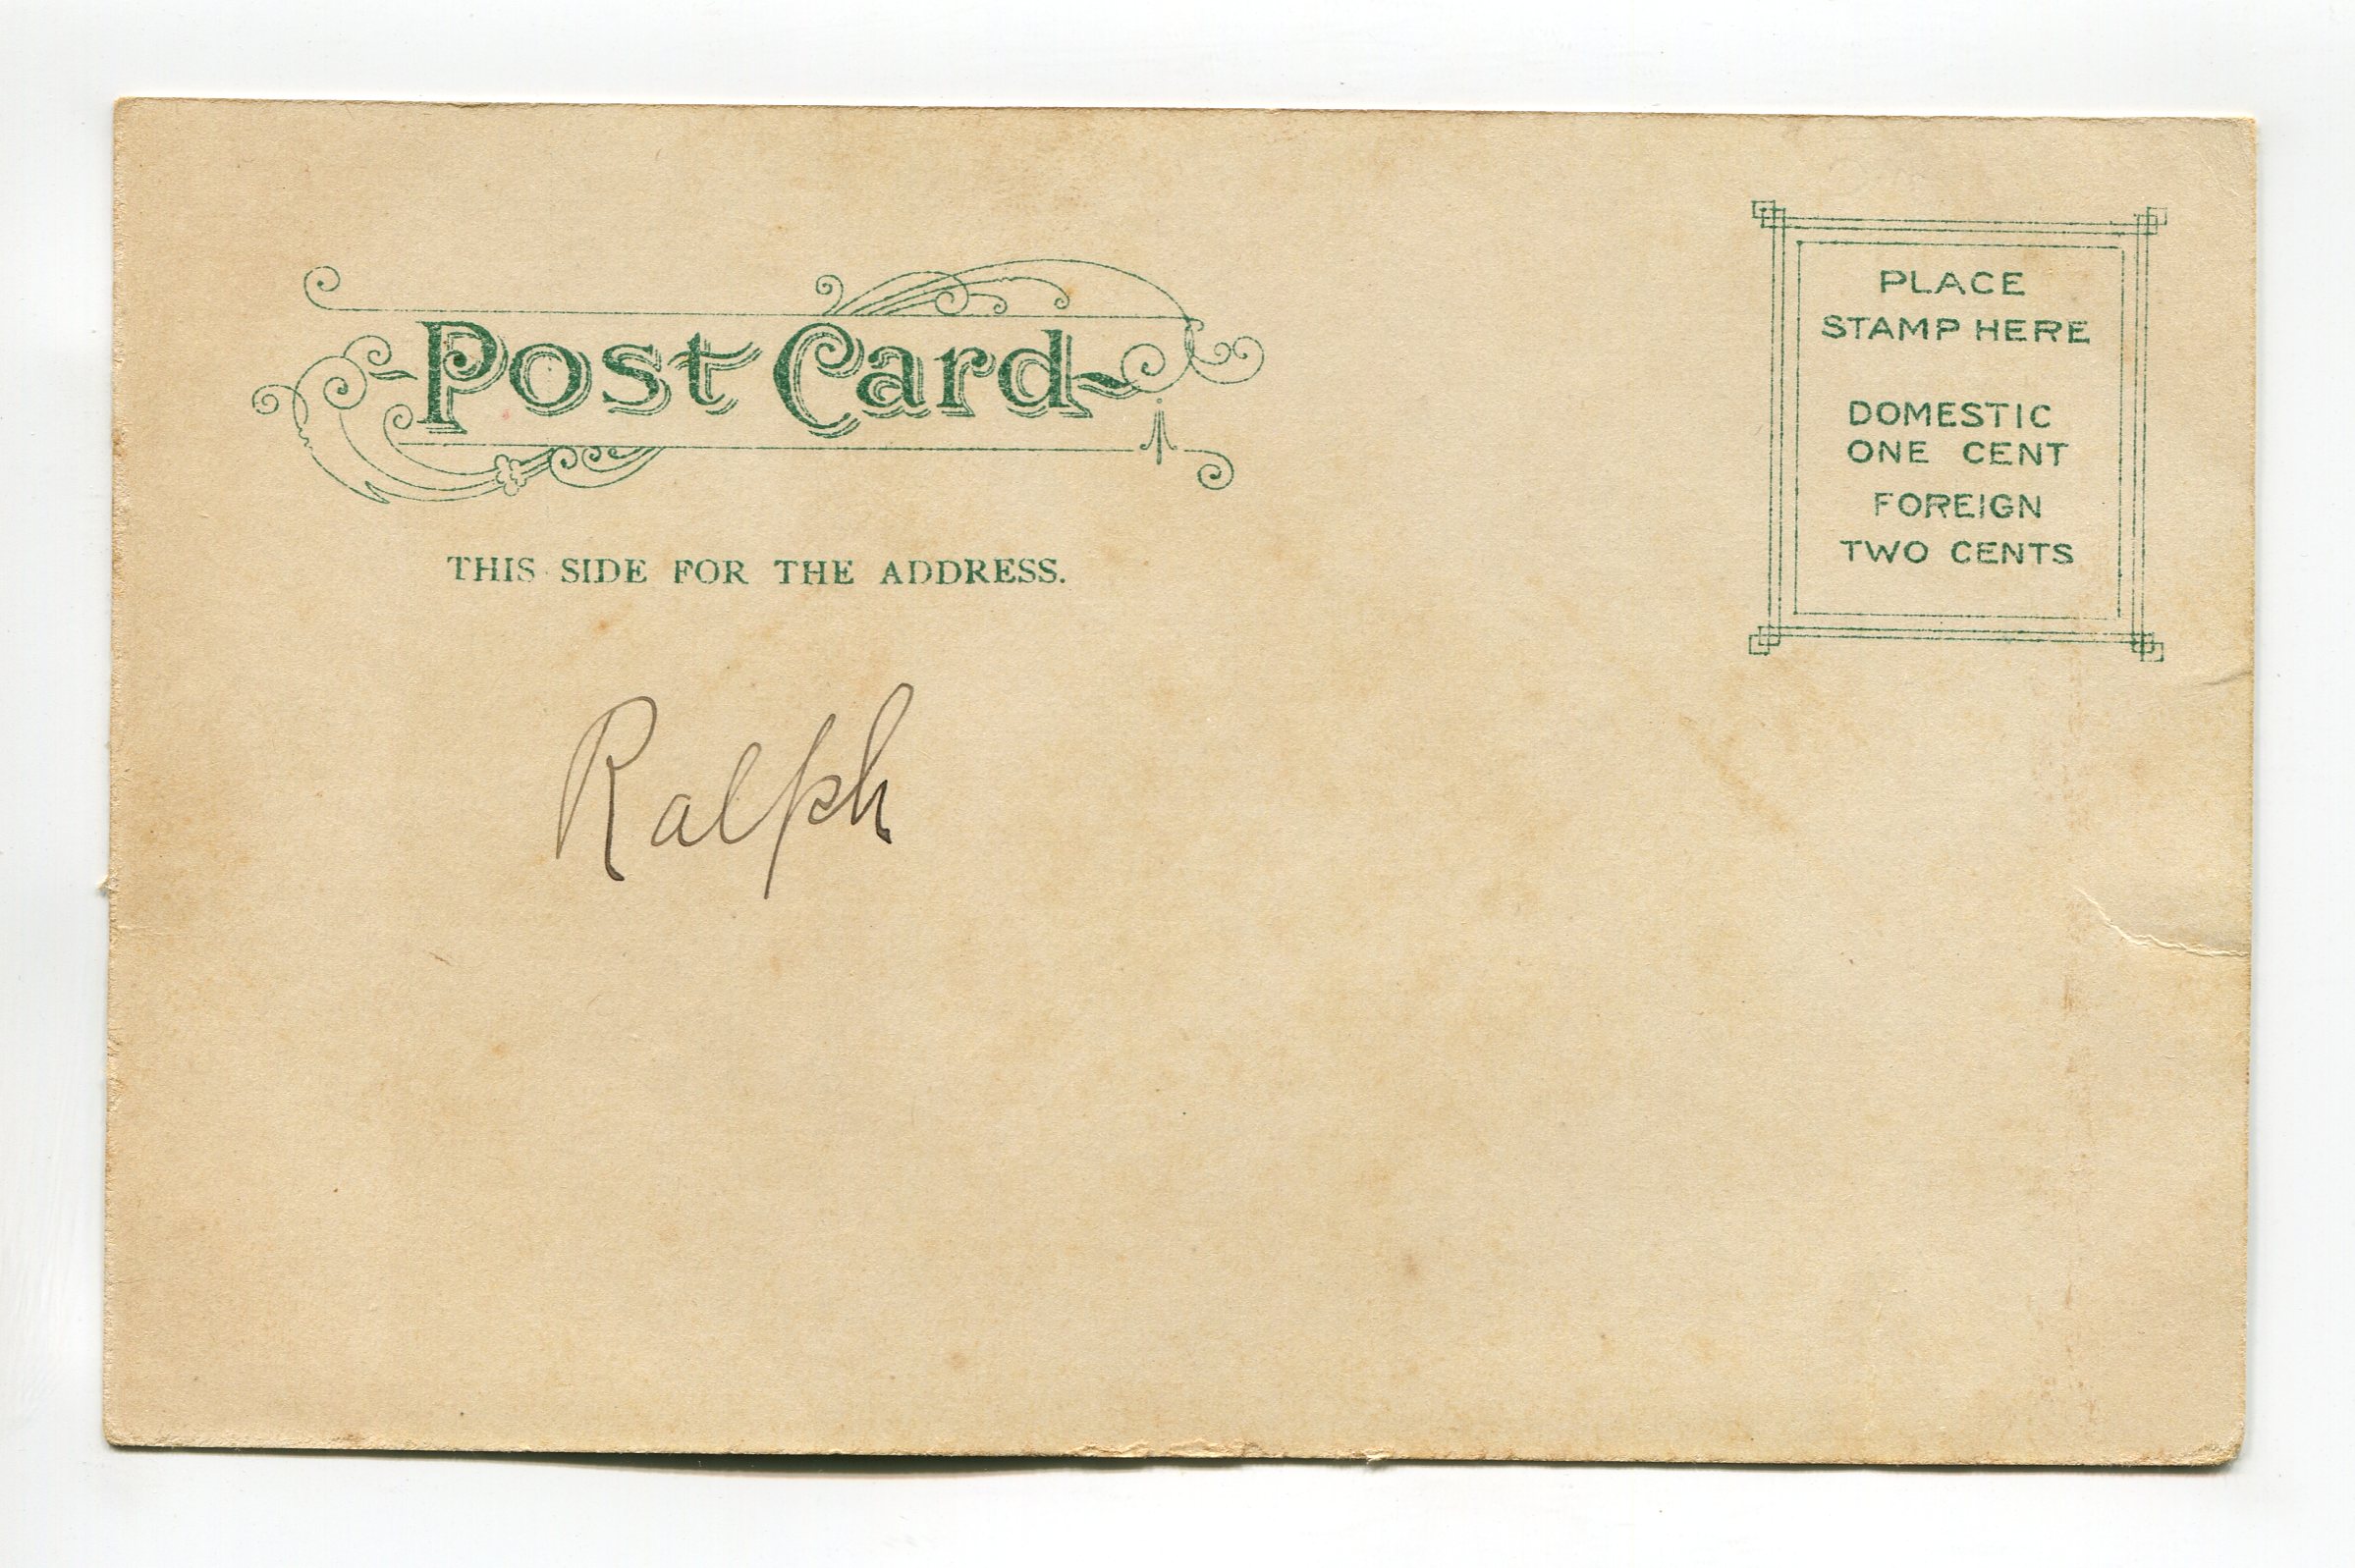 Post Card
THIS SIDE FOR THE ADDRESS.
Ralph
PLACE
STAMP HERE
DOMESTIC
ONE CENT
FOREIGN
TWO CENTS